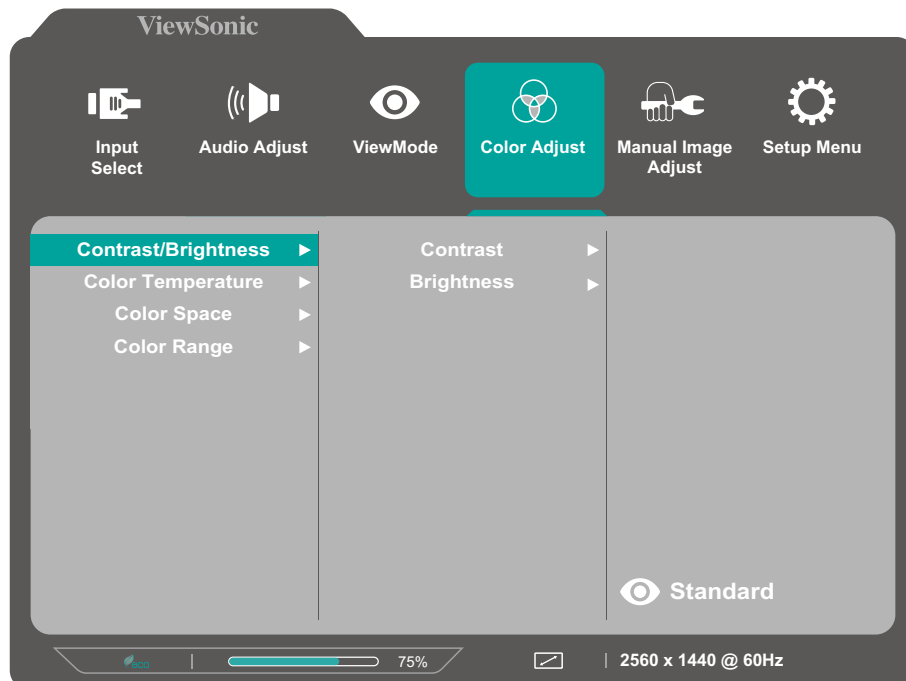 ViewSonic
Input
Select
Audio Adjust
ViewMode
Color Adjust
Manual Image
Adjust
Setup Menu
Contrast/Brightness
Color Temperature
Color Space
Color Range
Contrast
Brightness
Standard
eco
75%
2560 x 1440 @ 60Hz